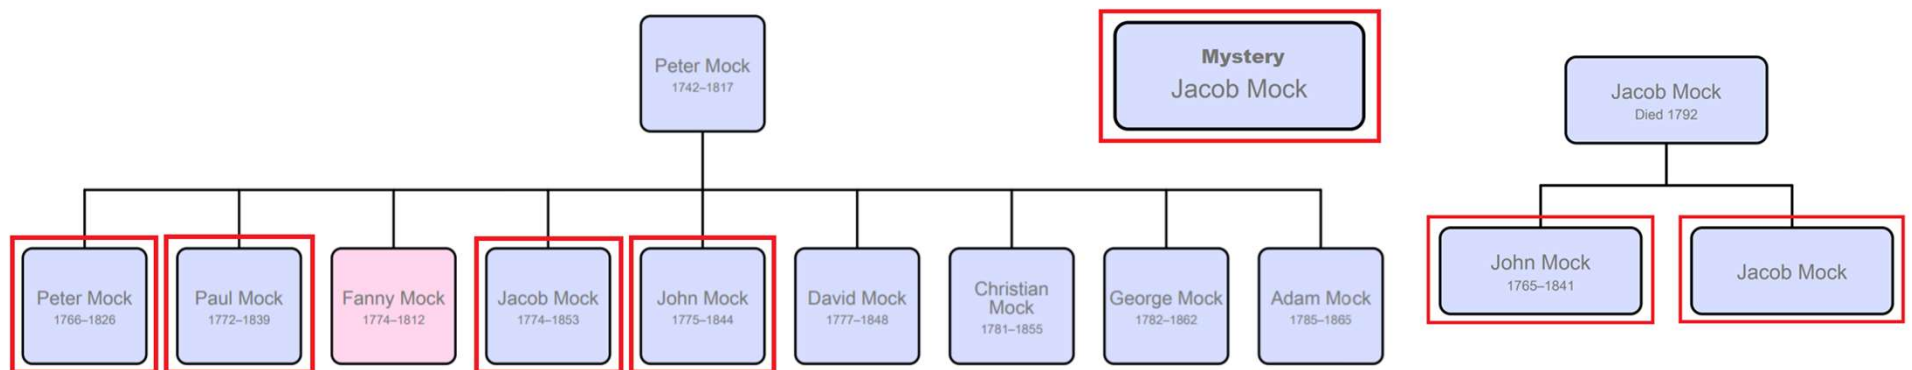 Peter Mock
1742–1817
Mystery
Jacob Mock
Jacob Mock
Died 1792
Peter Mock
1766–1826
Paul Mock
1772–1839
Fanny Mock
1774–1812
Jacob Mock
1774–1853
John Mock
1775–1844
David Mock
1777–1848
Christian
Mock
1781–1855
George Mock
1782–1862
Adam Mock
1785–1865
John Mock
1765–1841
Jacob Mock